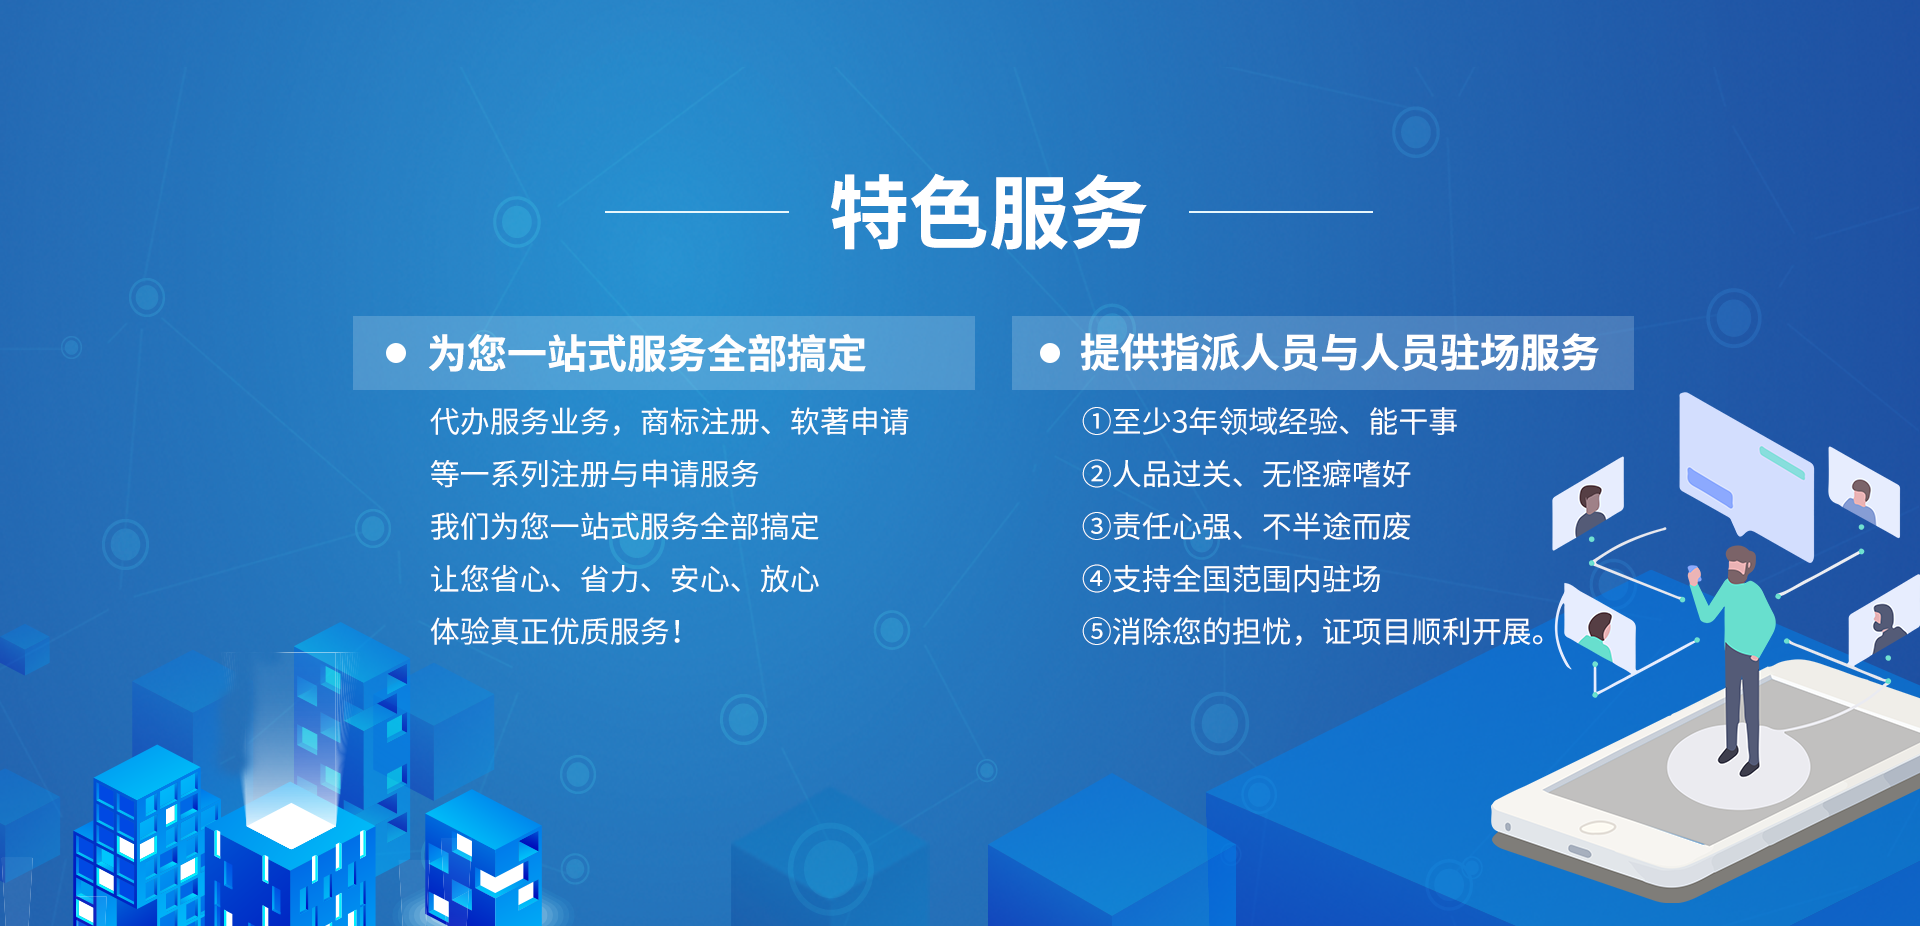 特色服务
为您一站式服务全部搞定
代办服务业务，商标注册、软著申请
等一系列注册与申请服务
我们为您一站式服务全部搞定
让您省心、省力、安心、放心
体验真正优质服务！
提供指派人员与人员驻场服务
①至少3年领域经验、能干事
②人品过关、无怪癖嗜好
③责任心强、不半途而废
④支持全国范围内驻场
⑤消除您的担忧，证项目顺利开展。